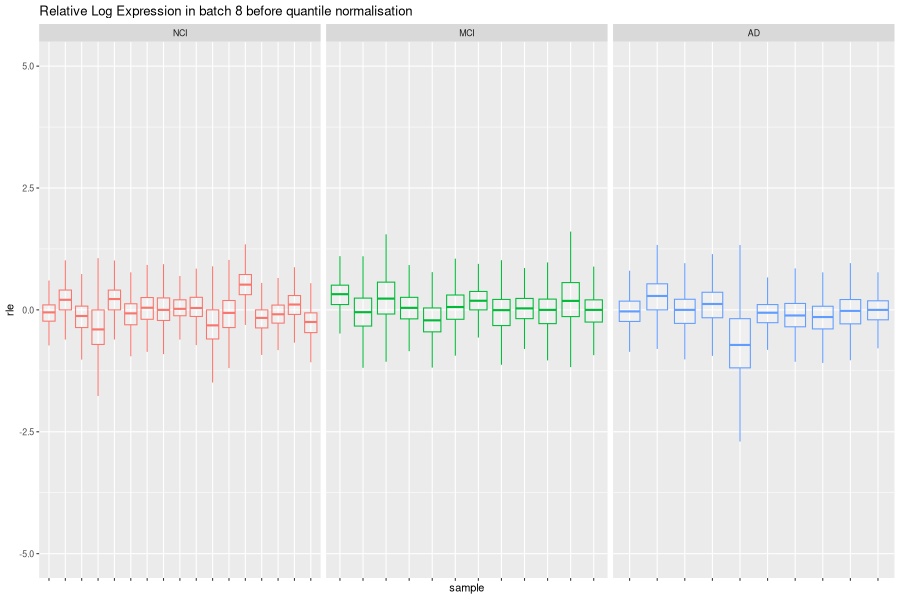 Relative Log Expression in batch 8 before quantile normalisation
NCI
MCI
AD
5.0
2.5
0.0
-2.5
-5.0
rle
sample